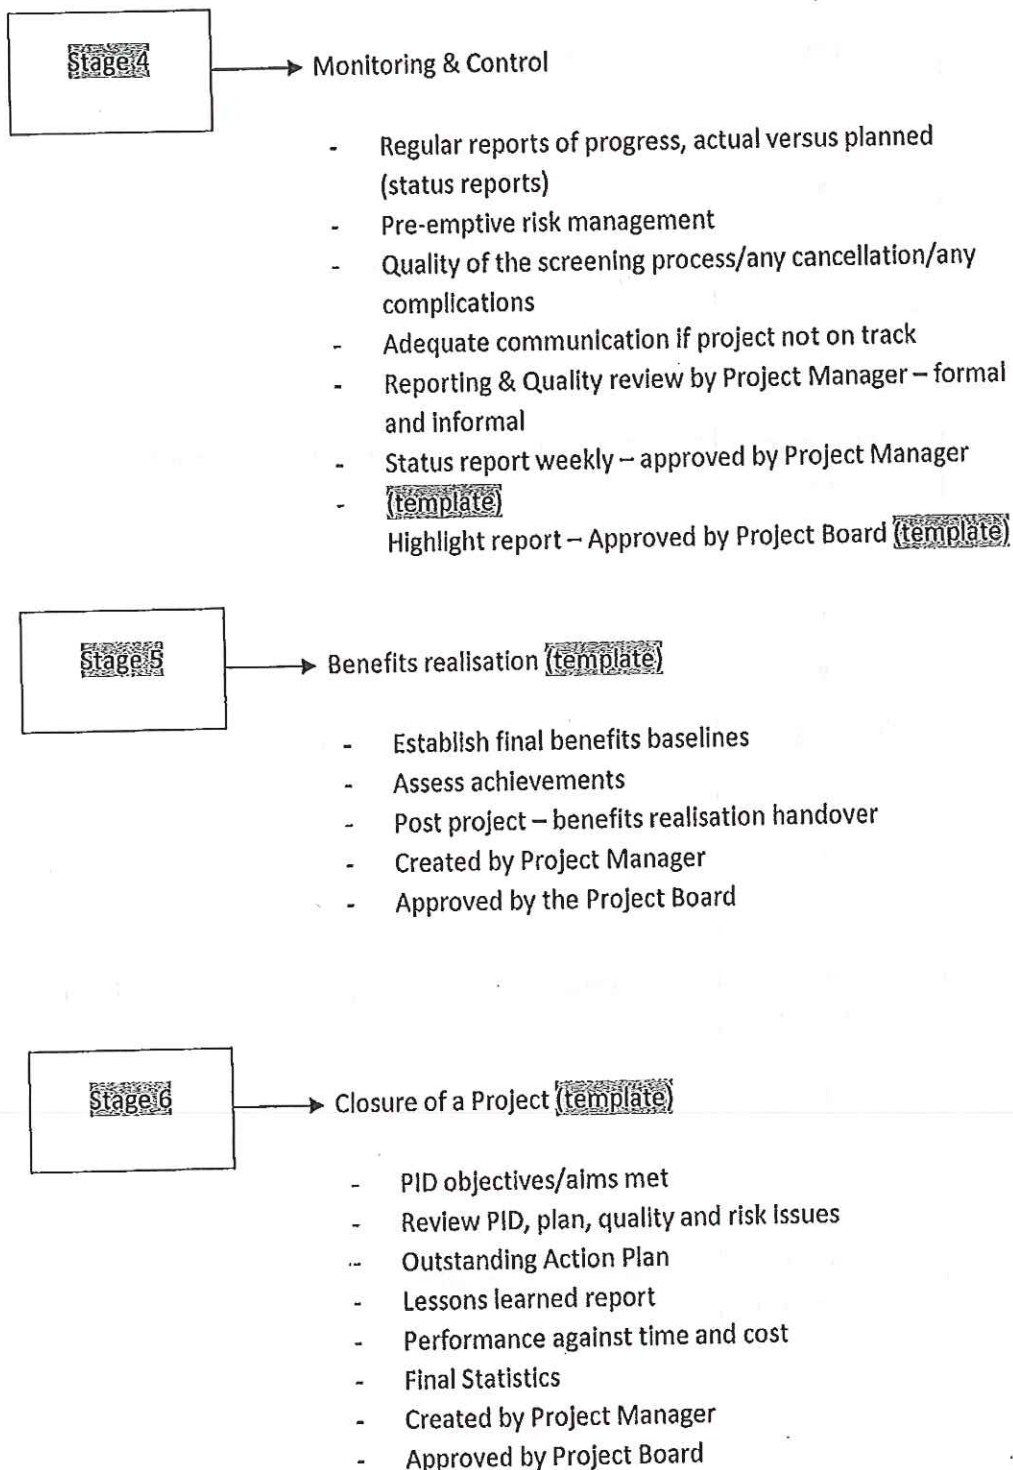 Stage 4
Monitoring & Control
- Regular reports of progress, actual versus planned
(status reports)
- Pre-emptive risk management
- Quality of the screening process/any cancellation/any
complications
- Adequate communication if project not on track
- Reporting & Quality review by Project Manager – formal
and informal
- Status report weekly – approved by Project Manager
- (template)
Highlight report – Approved by Project Board (template)
Stage 5
Benefits realisation (template)
- Establish final benefits baselines
- Assess achievements
- Post project – benefits realisation handover
- Created by Project Manager
- Approved by the Project Board
Stage 6
Closure of a Project (template)
- PID objectives/aims met
- Review PID, plan, quality and risk issues
- Outstanding Action Plan
- Lessons learned report
- Performance against time and cost
- Final Statistics
- Created by Project Manager
- Approved by Project Board